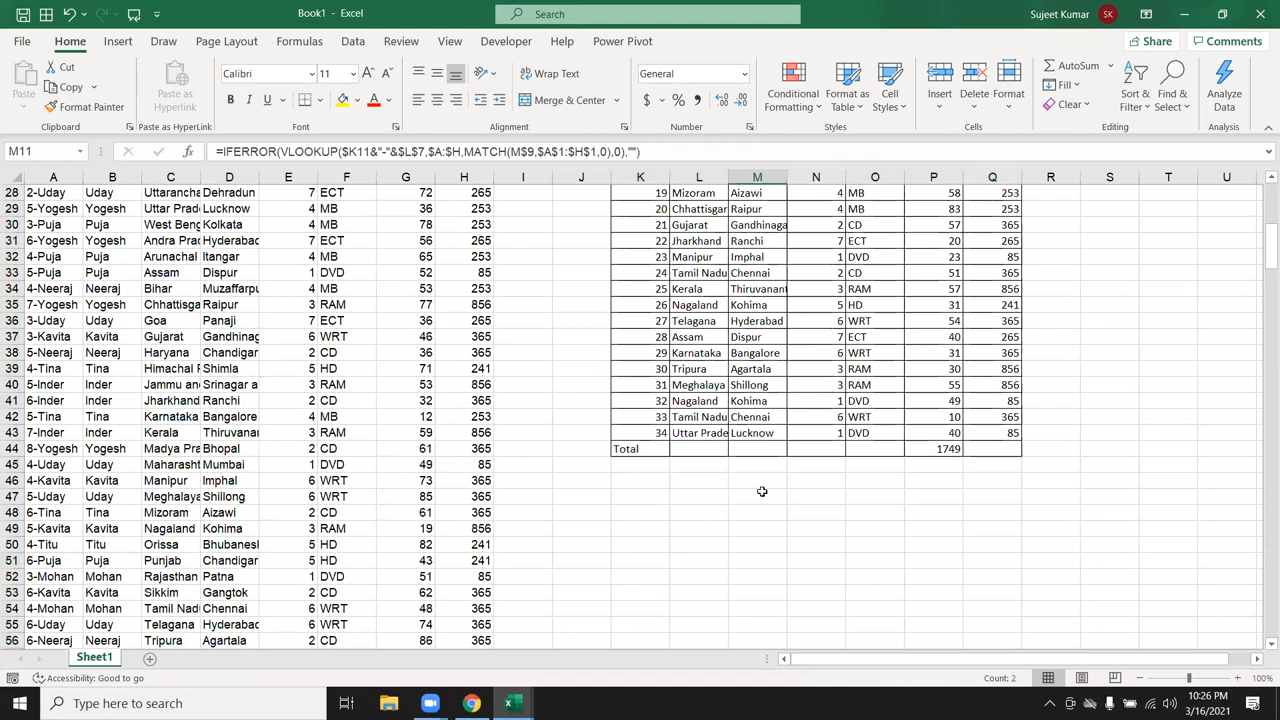 Book1 - Excel
Search
Sujeet Kumar
SK
File Home Insert Draw Page Layout Formulas Data Review View Developer Help Power Pivot
Share Comments
Paste
Cut
Copy
Format Painter
Clipboard
Paste as Hyperlink
Paste as HyperLink
Calibri 11
B I U
Font
Wrap Text
Merge & Center
Alignment
General
$ % ,
Number
Conditional Formatting
Format as Table
Cell Styles
Styles
Insert Delete Format
Cells
AutoSum
Fill
Clear
Sort & Filter
Find & Select
Editing
Analyze Data
Analysis
M11 =IFERROR(VLOOKUP($K11&"-"&$L$7,$A:$H,MATCH(M$9,$A$1:$H$1,0),0),"")
A B C D E F G H I J K L M N O P Q R S T U
28 2-Uday Uday Uttarancha Dehradun 7 ECT 72 265 19 Mizoram Aizawi 4 MB 58 253
29 5-Yogesh Yogesh Uttar Prade Lucknow 4 MB 36 253 20 Chhattisgar Raipur 4 MB 83 253
30 3-Puja Puja West Beng Kolkata 4 MB 78 253 21 Gujarat Gandhinaga 2 CD 57 365
31 6-Yogesh Yogesh Andra Prad Hyderabad 7 ECT 56 265 22 Jharkhand Ranchi 7 ECT 20 265
32 4-Puja Puja Arunachal Itangar 4 MB 65 253 23 Manipur Imphal 1 DVD 23 85
33 5-Puja Puja Assam Dispur 1 DVD 52 85 24 Tamil Nadu Chennai 2 CD 51 365
34 4-Neeraj Neeraj Bihar Muzaffarpu 4 MB 53 253 25 Kerala Thiruvanant 3 RAM 57 856
35 7-Yogesh Yogesh Chhattisga Raipur 3 RAM 77 856 26 Nagaland Kohima 5 HD 31 241
36 3-Uday Uday Goa Panaji 7 ECT 36 265 27 Telagana Hyderabad 6 WRT 54 365
37 3-Kavita Kavita Gujarat Gandhinag 6 WRT 46 365 28 Assam Dispur 7 ECT 40 265
38 5-Neeraj Neeraj Haryana Chandigar 2 CD 36 365 29 Karnataka Bangalore 6 WRT 31 365
39 4-Tina Tina Himachal P Shimla 5 HD 71 241 30 Tripura Agartala 3 RAM 30 856
40 5-Inder Inder Jammu and Srinagar a 3 RAM 53 856 31 Meghalaya Shillong 3 RAM 55 856
41 6-Inder Inder Jharkhand Ranchi 2 CD 61 365 32 Nagaland Kohima 1 DVD 49 85
42 5-Tina Tina Karnataka Bangalore 4 MB 12 253 33 Tamil Nadu Chennai 6 WRT 10 365
43 7-Inder Inder Kerala Thiruvanar 3 RAM 59 856 34 Uttar Prade Lucknow 1 DVD 40 85
44 8-Yogesh Yogesh Madya Pra Bhopal 2 CD 61 365 Total 1749
45 4-Uday Uday Maharasht Mumbai 1 DVD 49 85
46 4-Kavita Kavita Manipur Imphal 6 WRT 73 365
47 5-Uday Uday Meghalaya Shillong 6 WRT 85 365
48 6-Tina Tina Mizoram Aizawi 2 CD 61 365
49 5-Kavita Kavita Nagaland Kohima 3 RAM 19 856
50 4-Titu Titu Orissa Bhubanesh 5 HD 82 241
51 6-Puja Puja Punjab Chandigar 5 HD 43 241
52 3-Mohan Mohan Rajasthan Patna 1 DVD 51 85
53 6-Kavita Kavita Sikkim Gangtok 2 CD 62 365
54 4-Mohan Mohan Tamil Nadu Chennai 6 WRT 48 365
55 6-Uday Uday Telagana Hyderabad 6 WRT 74 365
56 6-Neeraj Neeraj Tripura Agartala 2 CD 86 365
Sheet1
Accessibility: Good to go
Count: 2
100%
Type here to search
10:26 PM
3/16/2021